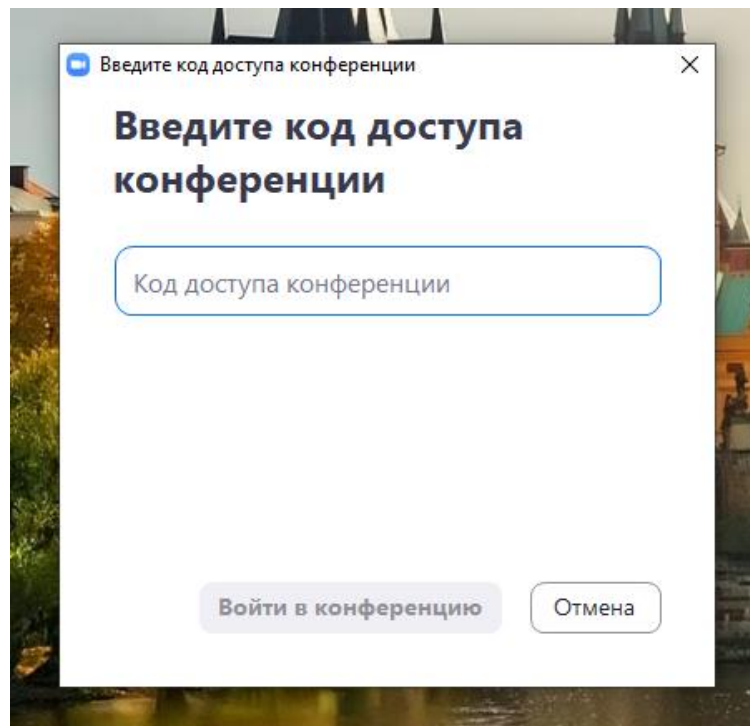 Введите код доступа конференции
Введите код доступа
конференции
Код доступа конференции
Войти в конференцию
Отмена